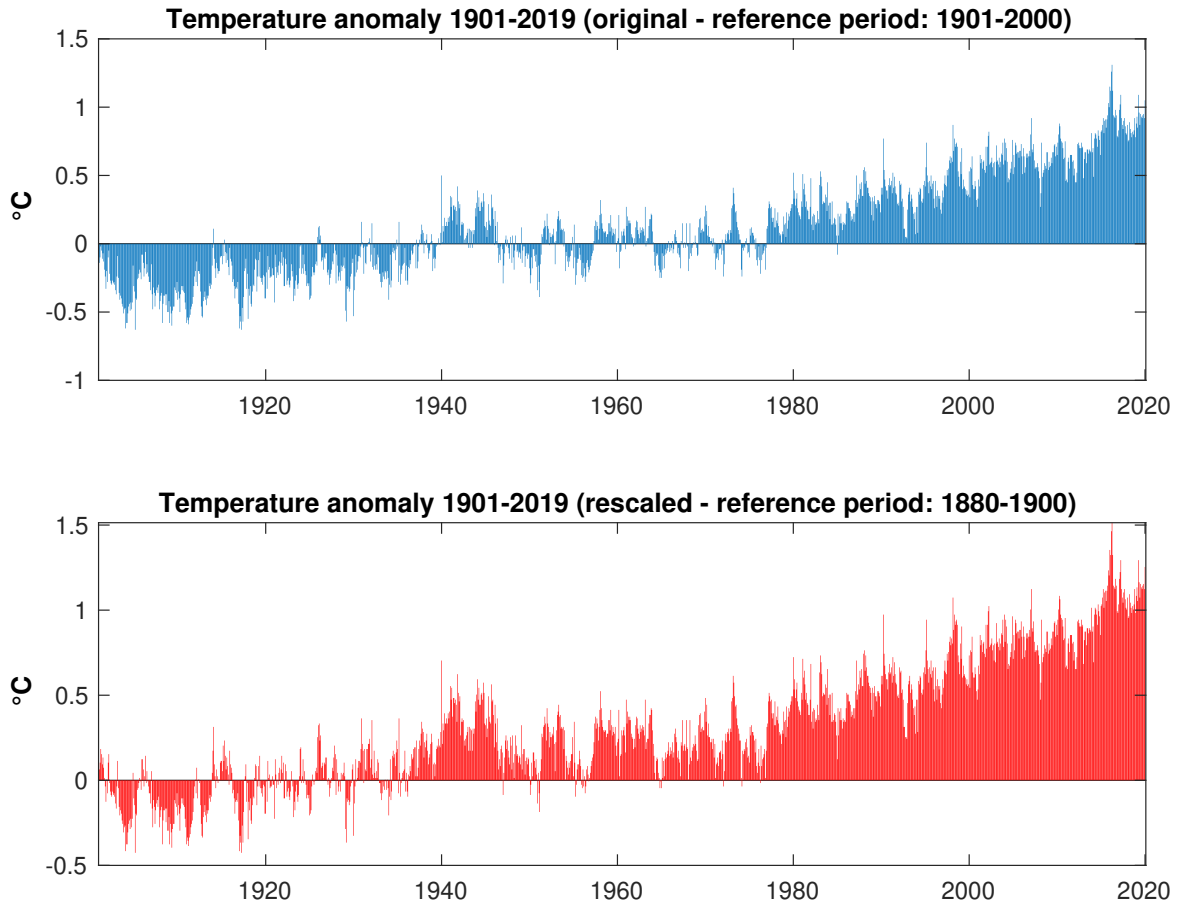 Temperature anomaly 1901-2019 (original - reference period: 1901-2000)
1.5
1
0.5
0
-0.5
-1
°C
1920 1940 1960 1980 2000 2020
Temperature anomaly 1901-2019 (rescaled - reference period: 1880-1900)
1.5
1
0.5
0
-0.5
°C
1920 1940 1960 1980 2000 2020